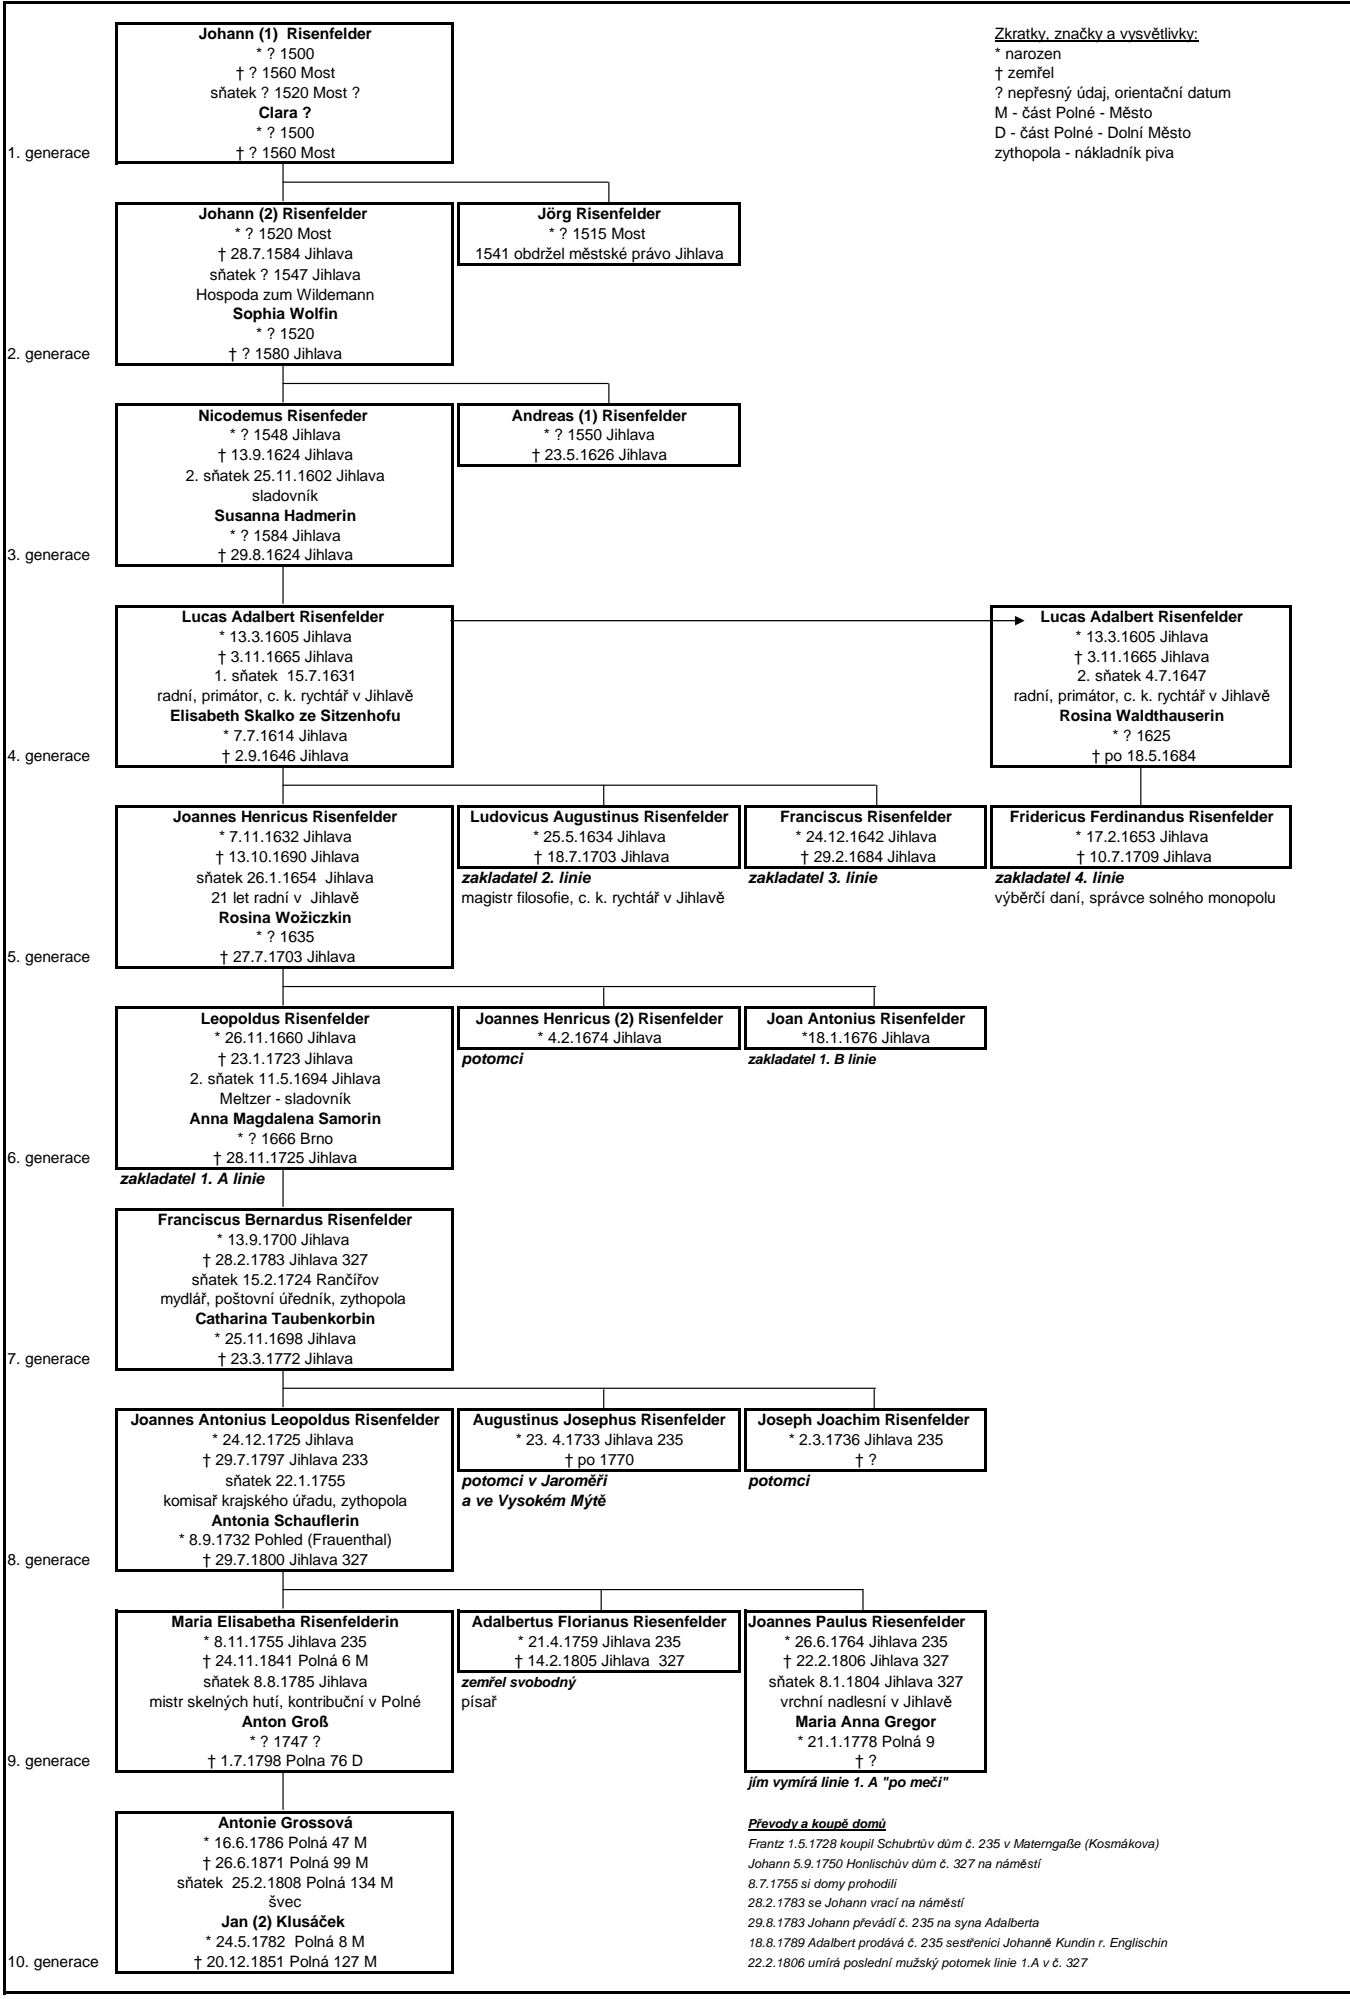 Johann (1)  Risenfelder
* ? 1500
† ? 1560 Most
sňatek ? 1520 Most ?
Clara ?
* ? 1500
† ? 1560 Most
1. generace
Zkratky, značky a vysvětlivky:
* narozen
† zemřel
? nepřesný údaj, orientační datum
M - část Polné - Město
D - část Polné - Dolní Město
zythopola - nákladník piva
Johann (2) Risenfelder
* ? 1520 Most
† 28.7.1584 Jihlava
sňatek ? 1547 Jihlava
Hospoda zum Wildemann
Sophia Wolfin
* ? 1520
† ? 1580 Jihlava
2. generace
Jörg Risenfelder
* ? 1515 Most
1541 obdržel městské právo Jihlava
Nicodemus Risenfeder
* ? 1548 Jihlava
† 13.9.1624 Jihlava
2. sňatek 25.11.1602 Jihlava
sladovník
Susanna Hadmerin
* ? 1584 Jihlava
† 29.8.1624 Jihlava
3. generace
Andreas (1) Risenfelder
* ? 1550 Jihlava
† 23.5.1626 Jihlava
Lucas Adalbert Risenfelder
* 13.3.1605 Jihlava
† 3.11.1665 Jihlava
1. sňatek  15.7.1631
radní, primátor, c. k. rychtář v Jihlavě
Elisabeth Skalko ze Sitzenhofu
* 7.7.1614 Jihlava
† 2.9.1646 Jihlava
4. generace
Lucas Adalbert Risenfelder
* 13.3.1605 Jihlava
† 3.11.1665 Jihlava
2. sňatek 4.7.1647
radní, primátor, c. k. rychtář v Jihlavě
Rosina Waldthauserin
* ? 1625
† po 18.5.1684
Joannes Henricus Risenfelder
* 7.11.1632 Jihlava
† 13.10.1690 Jihlava
sňatek 26.1.1654  Jihlava
21 let radní v  Jihlavě
Rosina Wožiczkin
* ? 1635
† 27.7.1703 Jihlava
5. generace
Ludovicus Augustinus Risenfelder
* 25.5.1634 Jihlava
† 18.7.1703 Jihlava
zakladatel 2. linie
magistr filosofie, c. k. rychtář v Jihlavě
Franciscus Risenfelder
* 24.12.1642 Jihlava
† 29.2.1684 Jihlava
zakladatel 3. linie
Fridericus Ferdinandus Risenfelder
* 17.2.1653 Jihlava
† 10.7.1709 Jihlava
zakladatel 4. linie
výběrčí daní, správce solného monopolu
Leopoldus Risenfelder
* 26.11.1660 Jihlava
† 23.1.1723 Jihlava
2. sňatek 11.5.1694 Jihlava
Meltzer - sladovník
Anna Magdalena Samorin
* ? 1666 Brno
† 28.11.1725 Jihlava
6. generace
zakladatel 1. A linie
Joannes Henricus (2) Risenfelder
* 4.2.1674 Jihlava
potomci
Joan Antonius Risenfelder
*18.1.1676 Jihlava
zakladatel 1. B linie
Franciscus Bernardus Risenfelder
* 13.9.1700 Jihlava
† 28.2.1783 Jihlava 327
sňatek 15.2.1724 Rančířov
mydlář, poštovní úředník, zythopola
Catharina Taubenkorbin
* 25.11.1698 Jihlava
† 23.3.1772 Jihlava
7. generace
Joannes Antonius Leopoldus Risenfelder
* 24.12.1725 Jihlava
† 29.7.1797 Jihlava 233
sňatek 22.1.1755
komisař krajského úřadu, zythopola
Antonia Schauflerin
* 8.9.1732 Pohled (Frauenthal)
† 29.7.1800 Jihlava 327
8. generace
Augustinus Josephus Risenfelder
* 23. 4.1733 Jihlava 235
† po 1770
potomci v Jaroměři
a ve Vysokém Mýtě
Joseph Joachim Risenfelder
* 2.3.1736 Jihlava 235
† ?
potomci
Maria Elisabetha Risenfelderin
* 8.11.1755 Jihlava 235
† 24.11.1841 Polná 6 M
sňatek 8.8.1785 Jihlava
mistr skelných hutí, kontribuční v Polné
Anton Groß
* ? 1747 ?
† 1.7.1798 Polna 76 D
9. generace
Adalbertus Florianus Riesenfelder
* 21.4.1759 Jihlava 235
† 14.2.1805 Jihlava  327
zemřel svobodný
písař
Joannes Paulus Riesenfelder
* 26.6.1764 Jihlava 235
† 22.2.1806 Jihlava 327
sňatek 8.1.1804 Jihlava 327
vrchní nadlesní v Jihlavě
Maria Anna Gregor
* 21.1.1778 Polná 9
† ?
jím vymírá linie 1. A "po meči"
Antonie Grossová
* 16.6.1786 Polná 47 M
† 26.6.1871 Polná 99 M
sňatek  25.2.1808 Polná 134 M
švec
Jan (2) Klusáček
* 24.5.1782  Polná 8 M
† 20.12.1851 Polná 127 M
10. generace
Převody a koupě domů
Frantz 1.5.1728 koupil Schubrtův dům č. 235 v Materngaße (Kosmákova)
Johann 5.9.1750 Honlischův dům č. 327 na náměstí
8.7.1755 si domy prohodili
28.2.1783 se Johann vrací na náměstí
29.8.1783 Johann převádí č. 235 na syna Adalberta
18.8.1789 Adalbert prodává č. 235 sestřenici Johanně Kundin r. Englischin
22.2.1806 umírá poslední mužský potomek linie 1.A v č. 327